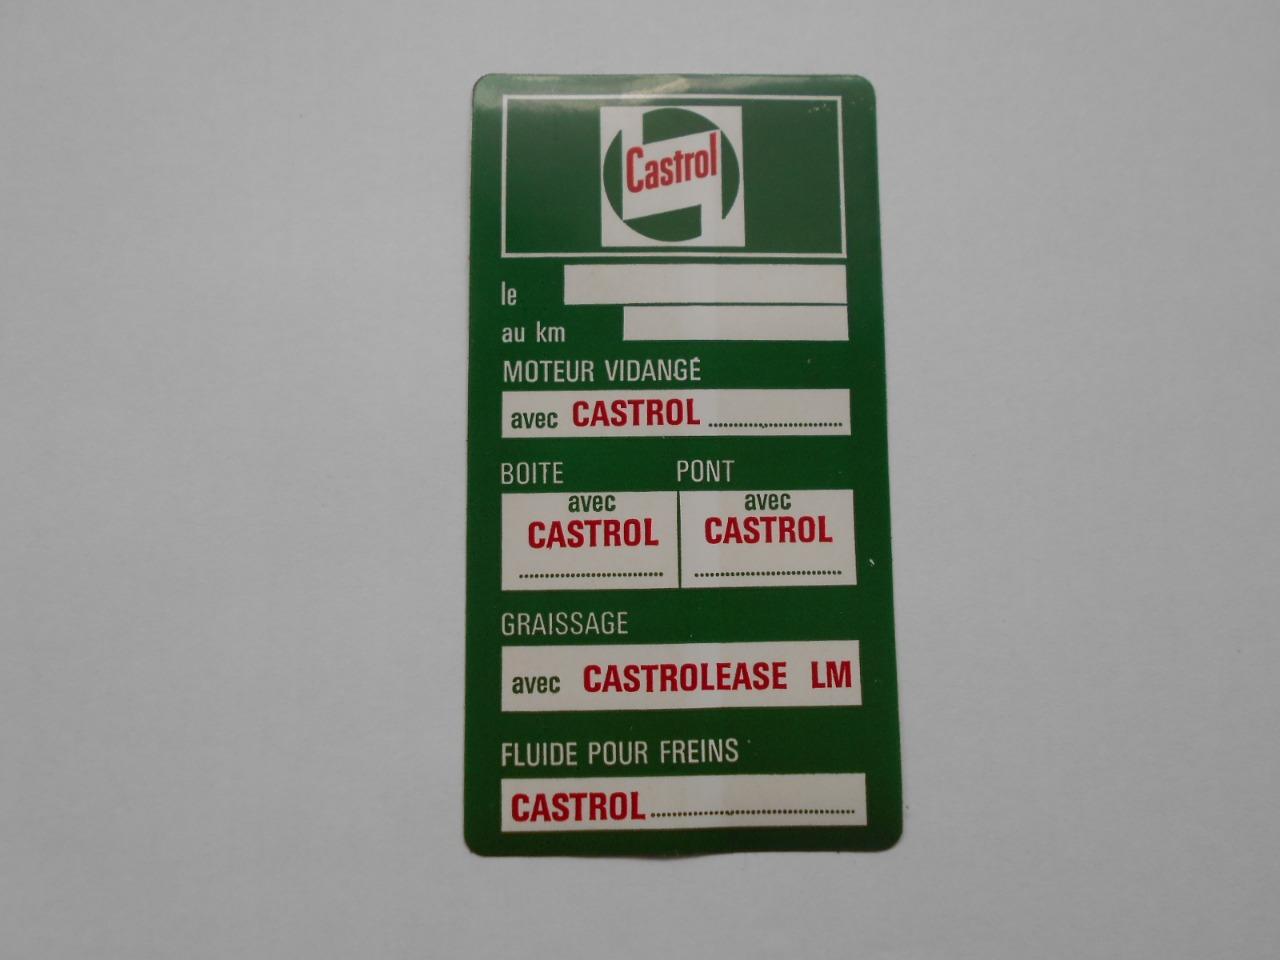 Castrol
le
au km
MOTEUR VIDANGÉ
avec CASTROL ........................
BOITE PONT
avec avec
CASTROL CASTROL
........................ ........................
GRAISSAGE
avec CASTROLEASE LM
FLUIDE POUR FREINS
CASTROL ........................